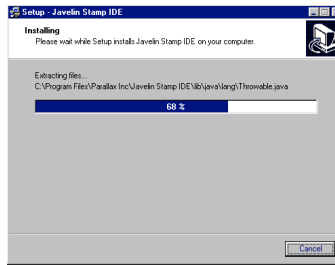 Setup - Javelin Stamp IDE
Installing
Please wait while Setup installs Javelin Stamp IDE on your computer.
Extracting files...
C:\Program Files\Parallax Inc\Javelin Stamp IDE\lib\java\lang\Throwable.java
68 %
Cancel